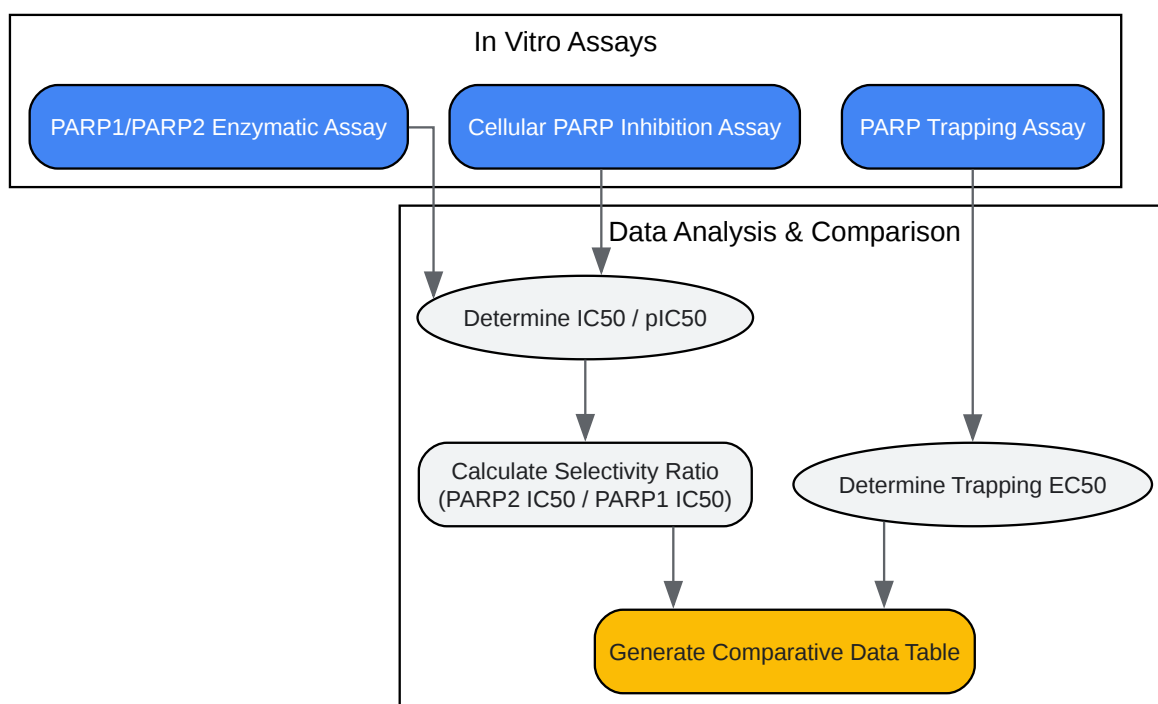 In Vitro Assays
PARP1/PARP2 Enzymatic Assay
Cellular PARP Inhibition Assay
PARP Trapping Assay
Data Analysis & Comparison
Determine IC50 / pIC50
Calculate Selectivity Ratio
(PARP2 IC50 / PARP1 IC50)
Determine Trapping EC50
Generate Comparative Data Table